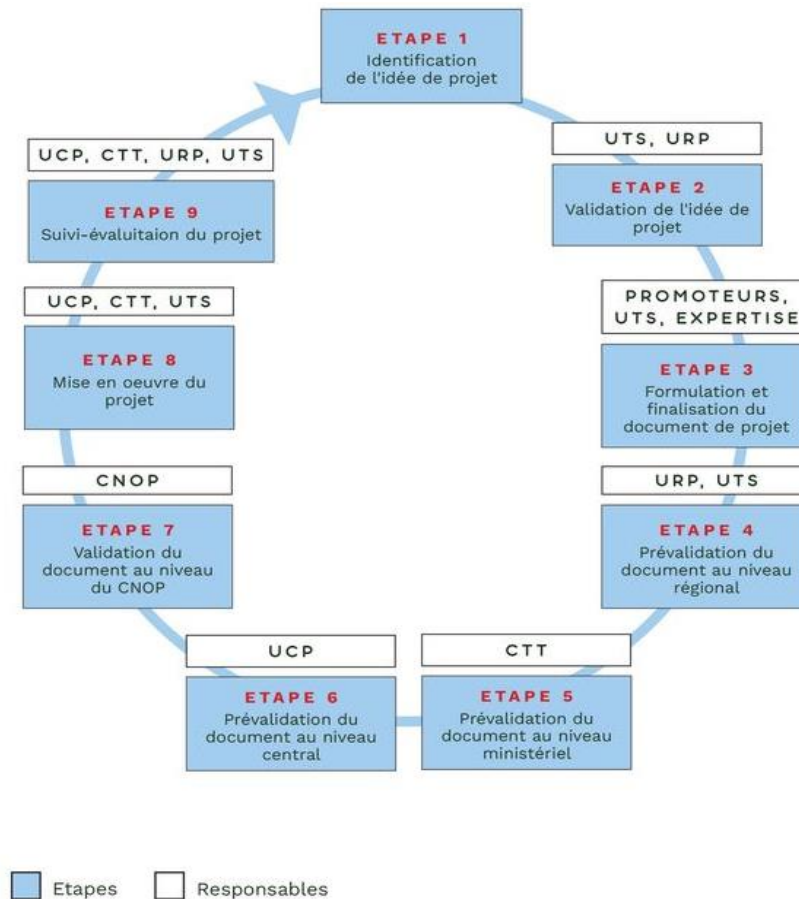 ETAPE 1
Identification
de l'idée de projet
UTS, URP
ETAPE 2
Validation de l'idée de
projet
PROMOTEURS,
UTS, EXPERTISE
ETAPE 3
Formulation et
finalisation du
document de projet
URP, UTS
ETAPE 4
Prévalidation du
document au niveau
régional
CTT
ETAPE 5
Prévalidation du
document au niveau
ministériel
UCP
ETAPE 6
Prévalidation du
document au niveau
central
CNOP
ETAPE 7
Validation du
document au niveau
du CNOP
UCP, CTT, UTS
ETAPE 8
Mise en oeuvre du
projet
UCP, CTT, URP, UTS
ETAPE 9
Suivi-évaluitaion du projet
Etapes
Responsables